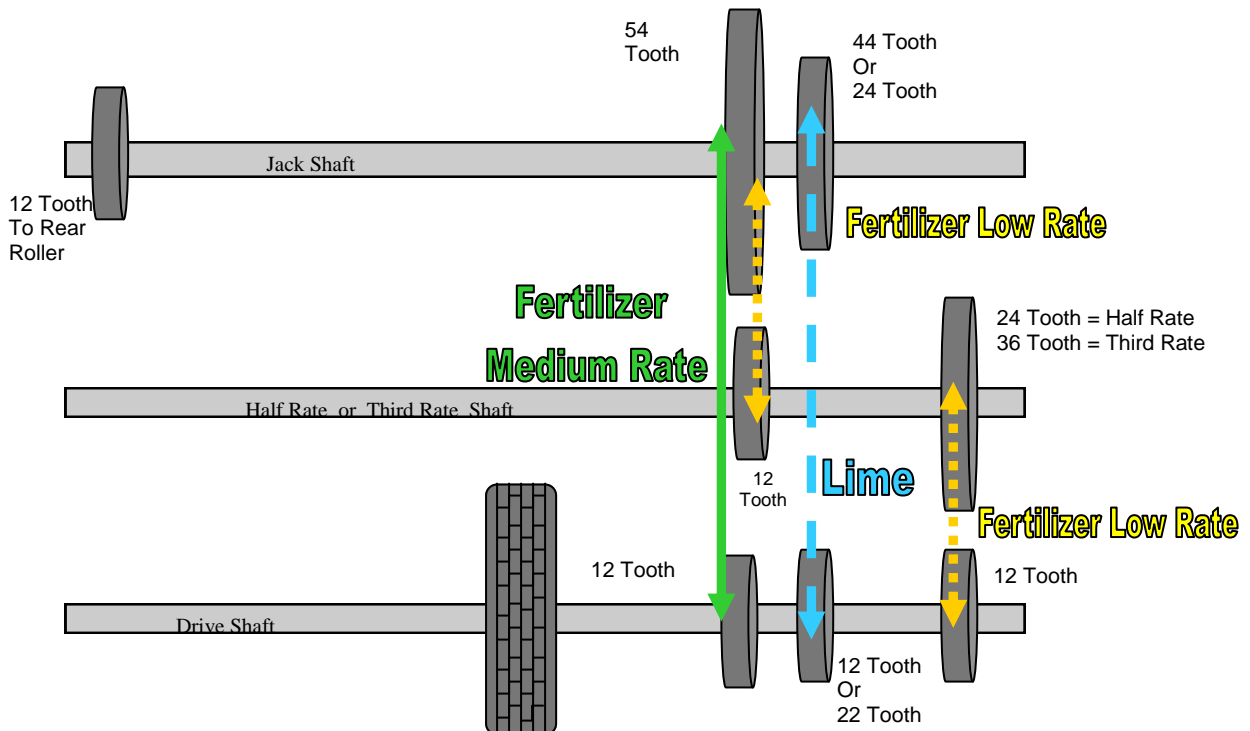 54
Tooth
44 Tooth
Or
24 Tooth
Jack Shaft
12 Tooth
To Rear
Roller
Fertilizer Low Rate
Fertilizer
Medium Rate
24 Tooth = Half Rate
36 Tooth = Third Rate
Half Rate or Third Rate Shaft
12
Tooth
Lime
Fertilizer Low Rate
12 Tooth
12 Tooth
Drive Shaft
12 Tooth
Or
22 Tooth